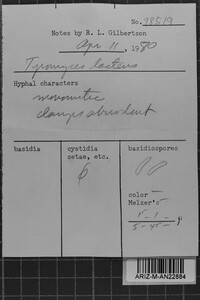 No. 98519
Notes by R. L. Gilbertson
Apr 11, 1980
Tyromyces lacteus
Hyphal characters
monomitic
clamps abundant
basidia
cystidia
setae, etc.
basidiospores
color -
Melzer's -
ARIZ-M-AN22884